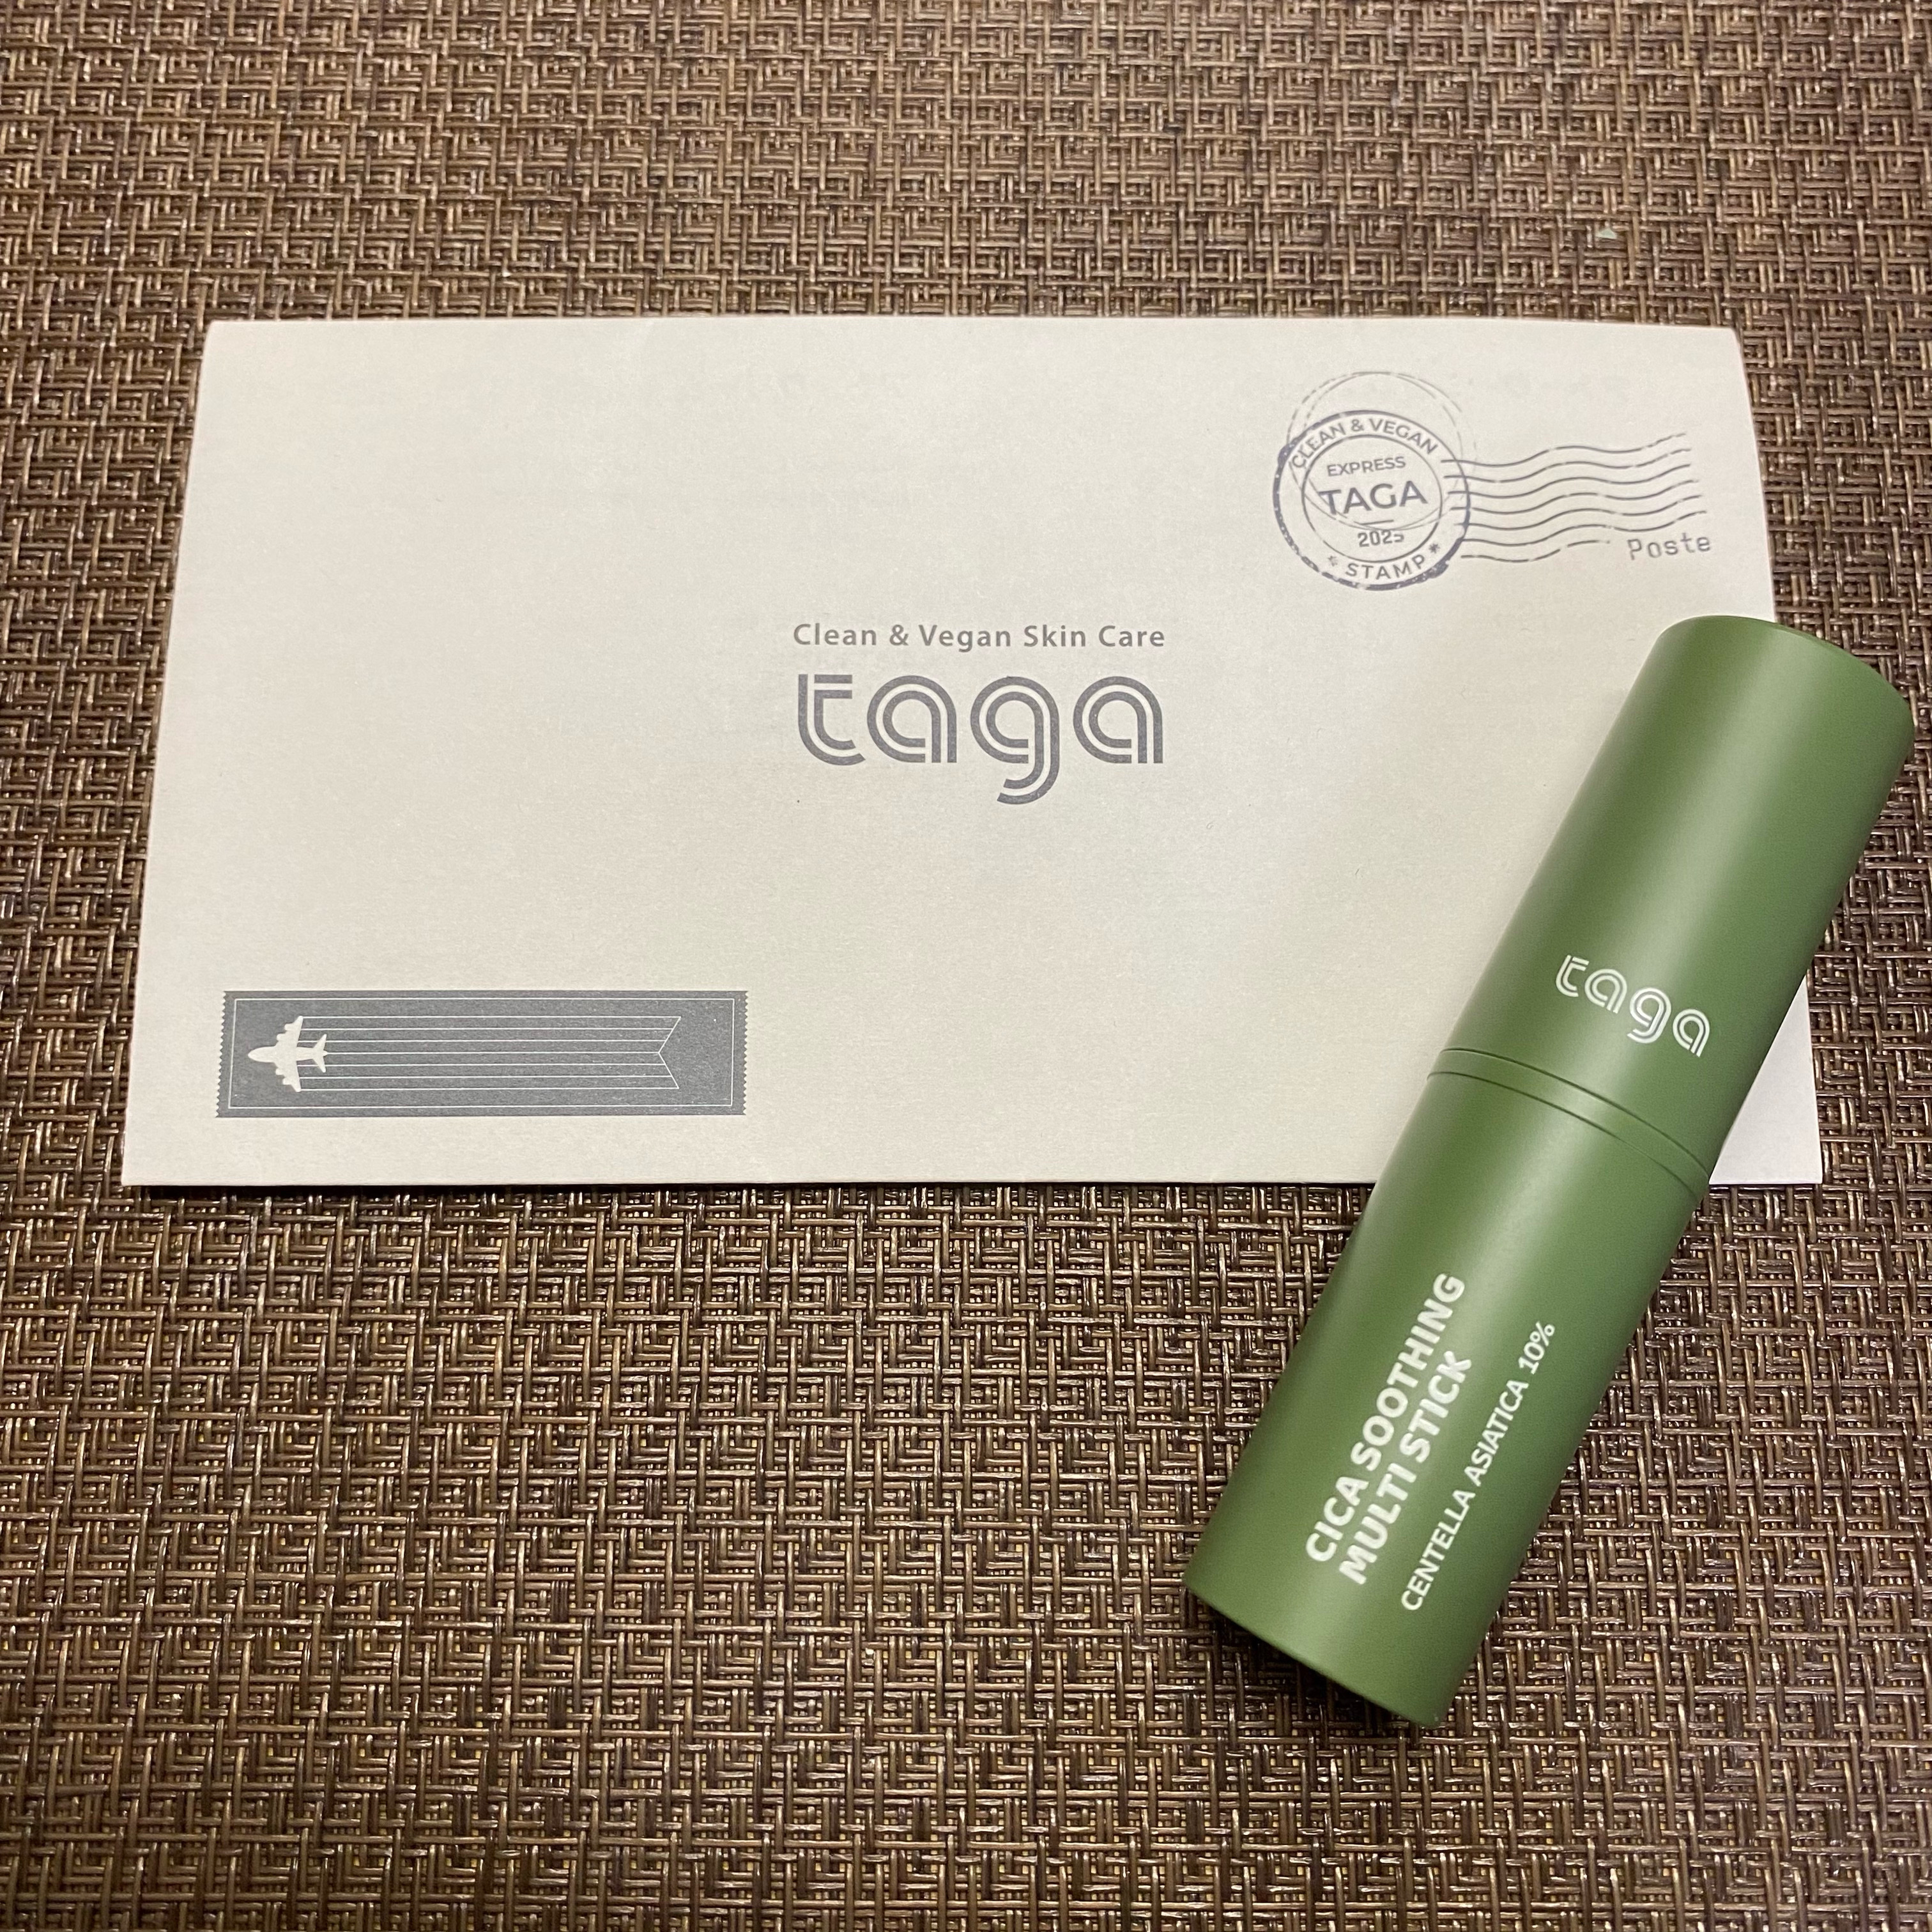 CLEAN & VEGAN
EXPRESS
TAGA
2025
* STAMP *
Poste
Clean & Vegan Skin Care
taga
taga
CICA SOOTHING
MULTI STICK
CENTELLA ASIATICA 10%